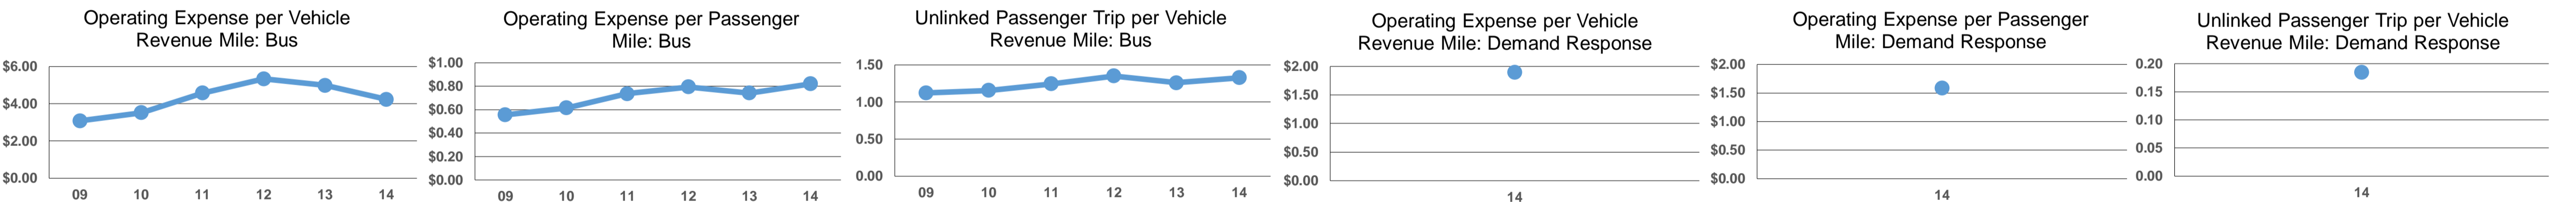 Operating Expense per Vehicle
Revenue Mile: Bus
$6.00
$4.00
$2.00
$0.00
09 10 11 12 13 14
Operating Expense per Passenger
Mile: Bus
$1.00
$0.80
$0.60
$0.40
$0.20
$0.00
09 10 11 12 13 14
Unlinked Passenger Trip per Vehicle
Revenue Mile: Bus
1.50
1.00
0.50
0.00
09 10 11 12 13 14
Operating Expense per Vehicle
Revenue Mile: Demand Response
$2.00
$1.50
$1.00
$0.50
$0.00
14
Operating Expense per Passenger
Mile: Demand Response
$2.00
$1.50
$1.00
$0.50
$0.00
14
Unlinked Passenger Trip per Vehicle
Revenue Mile: Demand Response
0.20
0.15
0.10
0.05
0.00
14